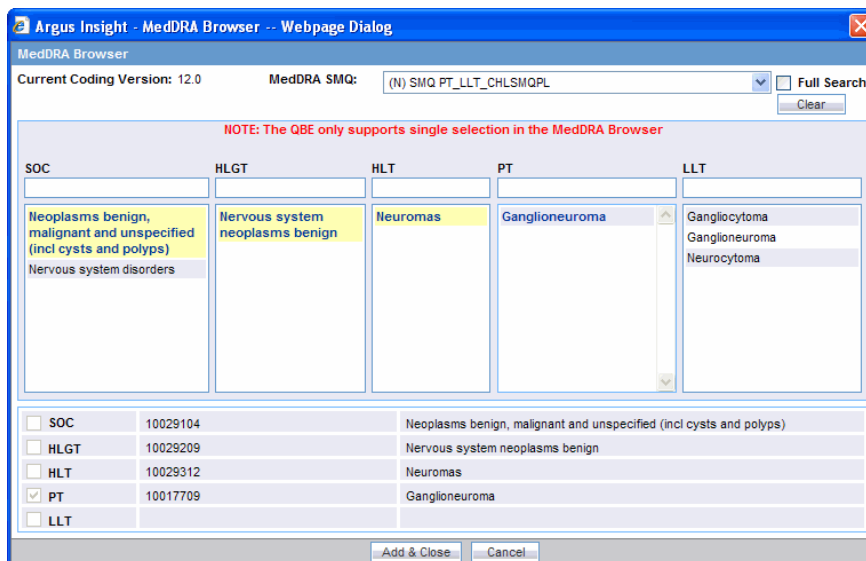 Argus Insight - MedDRA Browser -- Webpage Dialog
MedDRA Browser
Current Coding Version: 12.0 MedDRA SMQ: (N) SMQ PT_LLT_CHLSMQPL Full Search
Clear
NOTE: The QBE only supports single selection in the MedDRA Browser
SOC HLGT HLT PT LLT
Neoplasms benign, malignant and unspecified (incl cysts and polyps)
Nervous system disorders
Nervous system neoplasms benign
Neuromas
Ganglioneuroma
Gangliocytoma
Ganglioneuroma
Neurocytoma
SOC 10029104 Neoplasms benign, malignant and unspecified (incl cysts and polyps)
HLGT 10029209 Nervous system neoplasms benign
HLT 10029312 Neuromas
PT 10017709 Ganglioneuroma
LLT
Add & Close Cancel